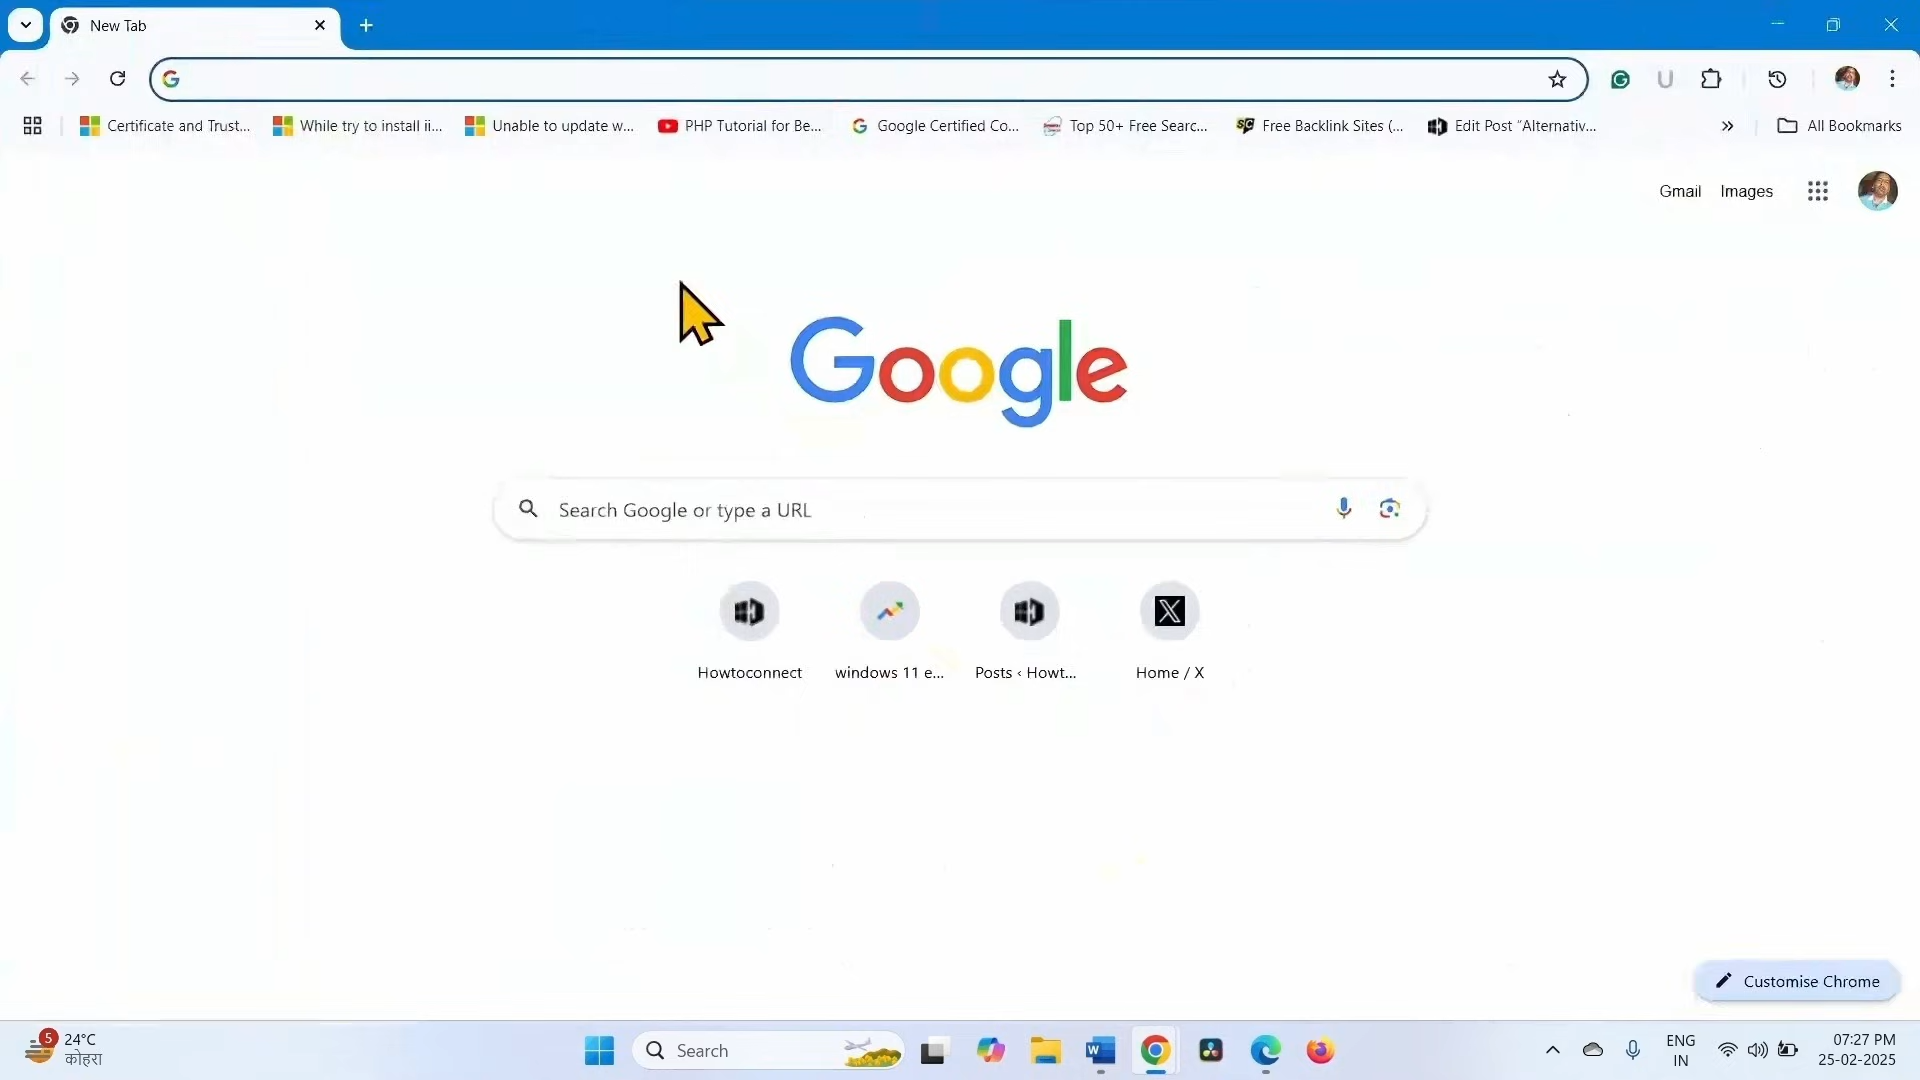 New Tab
Certificate and Trust...
While try to install ii...
Unable to update w...
PHP Tutorial for Be...
Google Certified Co...
Top 50+ Free Searc...
Free Backlink Sites (...
Edit Post “Alternativ...
All Bookmarks
Gmail
Images
Google
Search Google or type a URL
Howtoconnect
windows 11 e...
Posts ‹ Howt...
Home / X
Customise Chrome
5
24°C
कोहरा
Search
ENG
IN
07:27 PM
25-02-2025